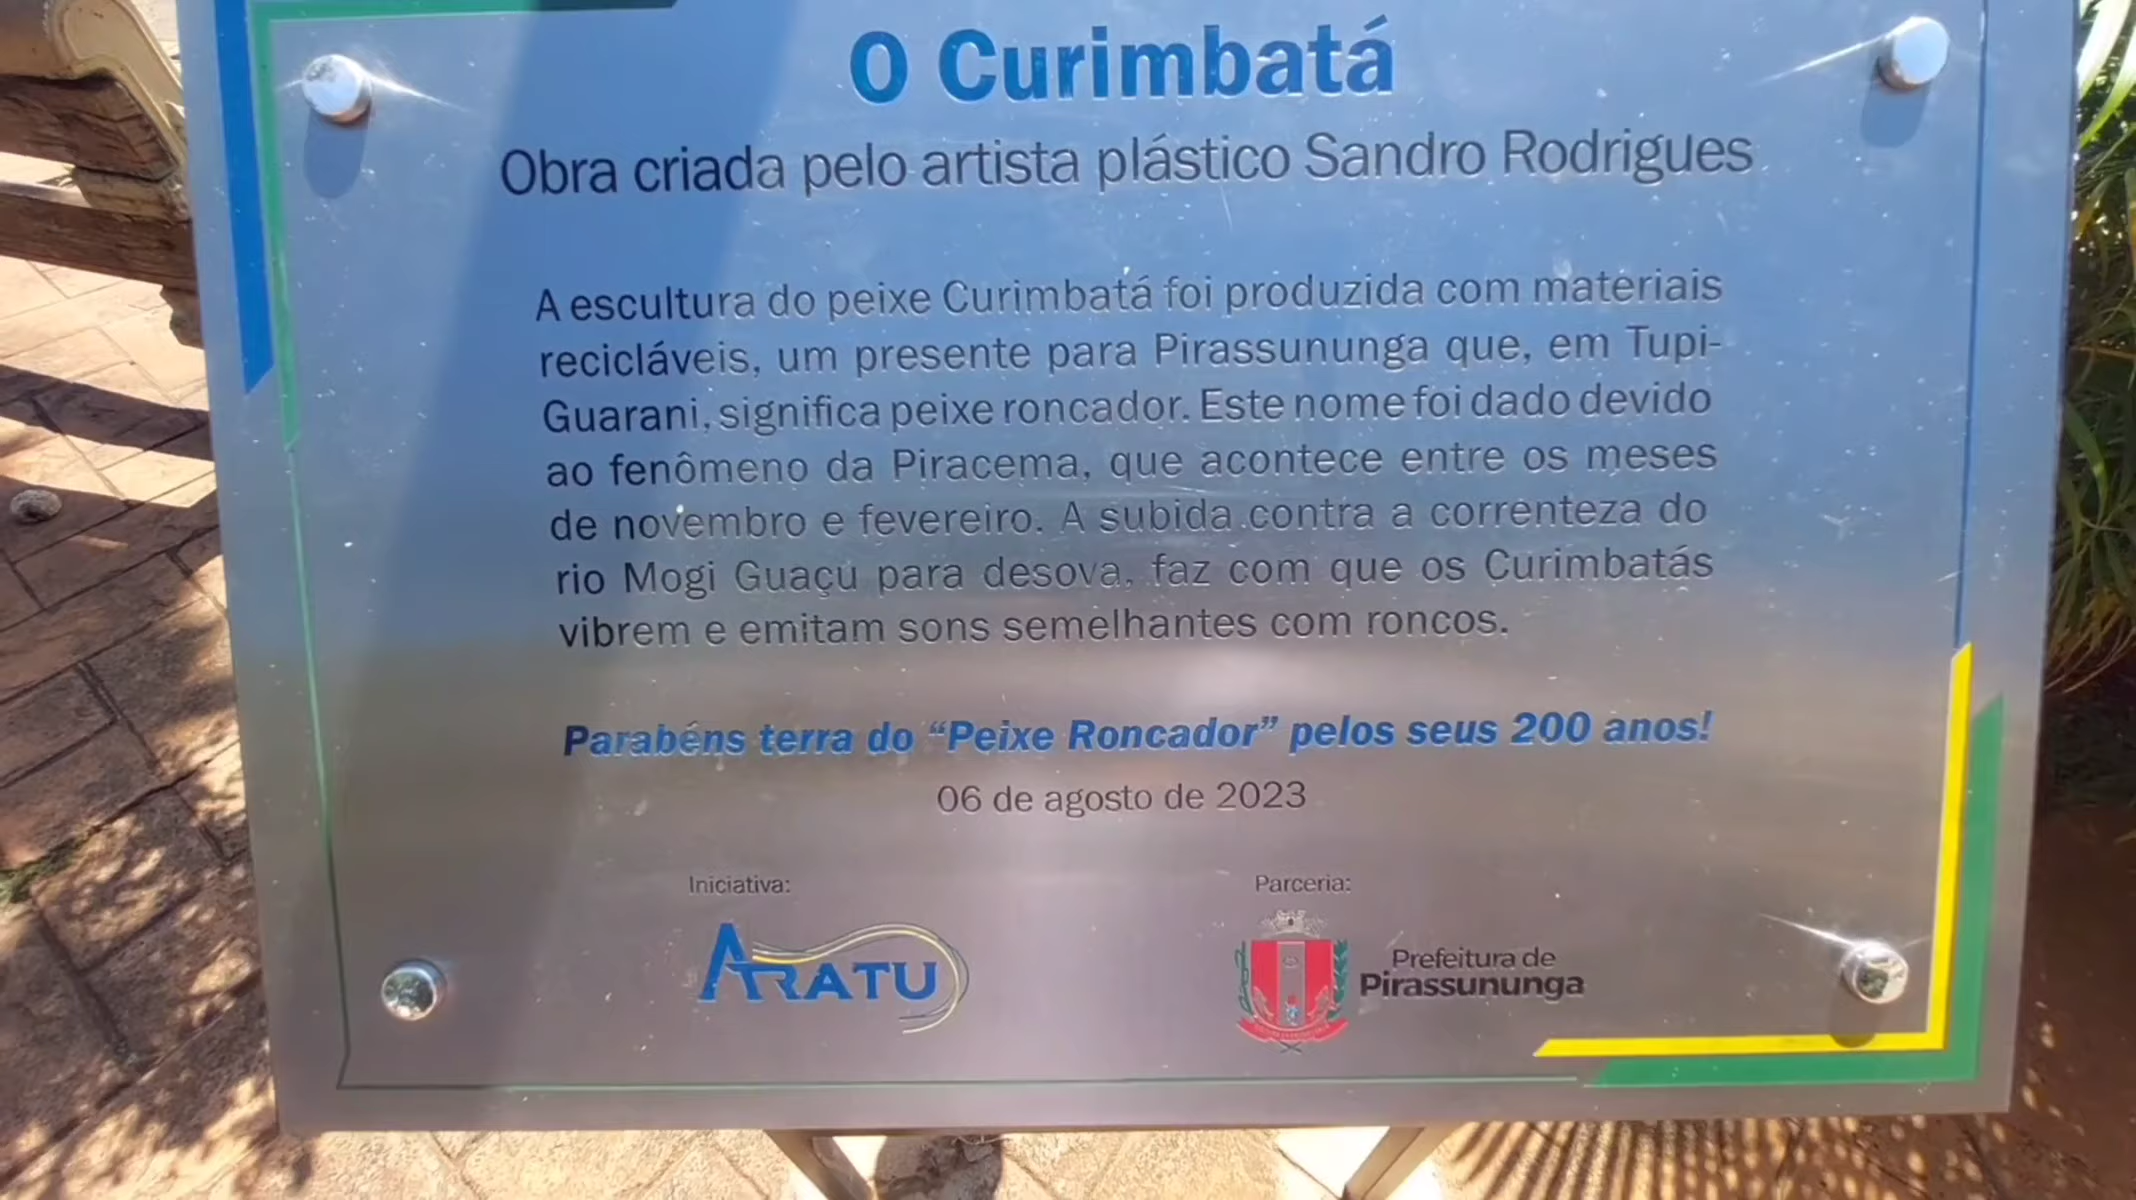 O Curimbatá
Obra criada pelo artista plástico Sandro Rodrigues
A escultura do peixe Curimbatá foi produzida com materiais
recicláveis, um presente para Pirassununga que, em Tupi-
Guarani, significa peixe roncador. Este nome foi dado devido
ao fenômeno da Piracema, que acontece entre os meses
de novembro e fevereiro. A subida contra a correnteza do
rio Mogi Guaçu para desova, faz com que os Curimbatás
vibrem e emitam sons semelhantes com roncos.
Parabéns terra do “Peixe Roncador” pelos seus 200 anos!
06 de agosto de 2023
Iniciativa:
ARATU
Parceria:
Prefeitura de
Pirassununga